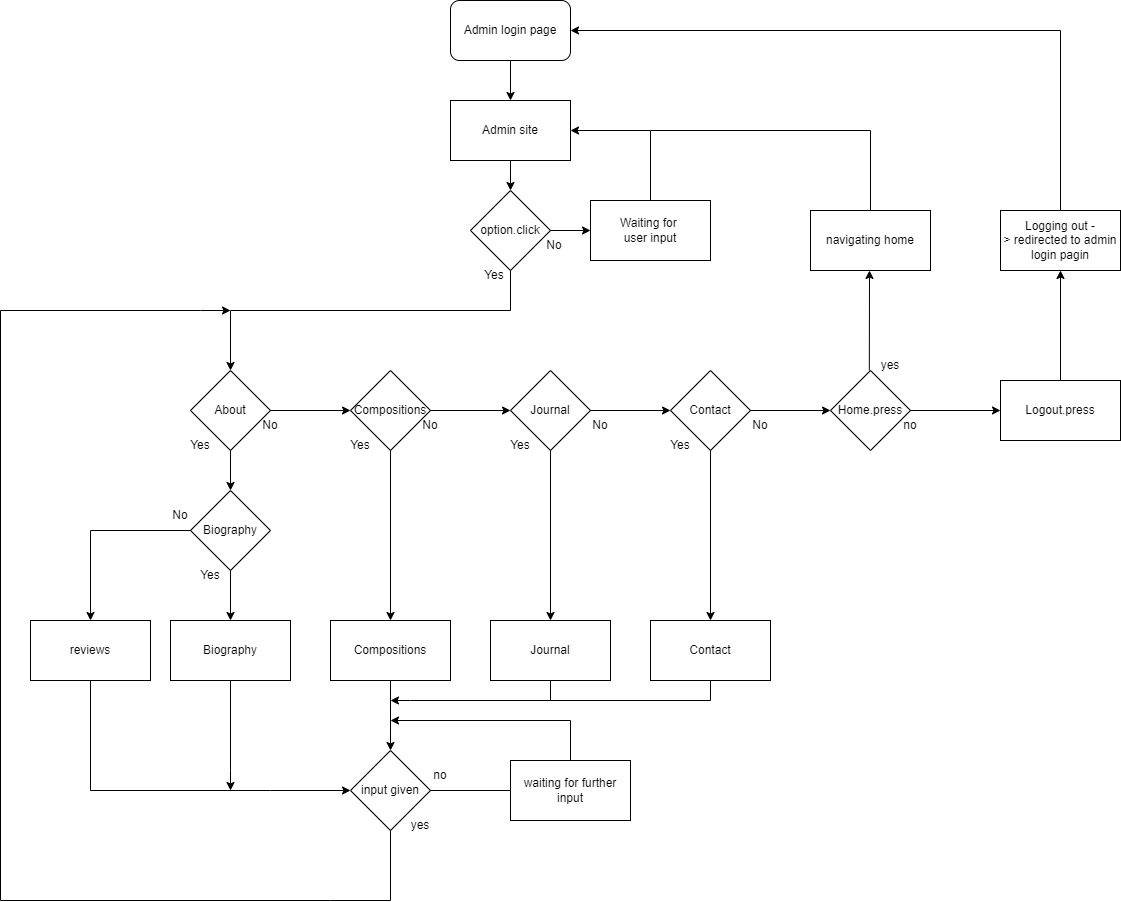 Admin login page
Admin site
option.click
No
Yes
Waiting for
user input
navigating home
Logging out -
> redirected to admin
login pagin
About
No
Yes
Compositions
No
Yes
Journal
No
Yes
Contact
No
Yes
Home.press
yes
no
Logout.press
Biography
No
Yes
reviews
Biography
Compositions
Journal
Contact
input given
no
yes
waiting for further
input